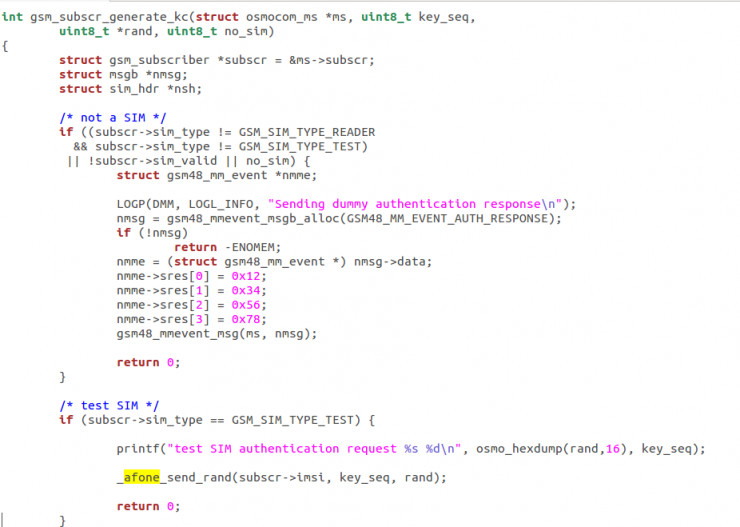 int gsm_subscr_generate_kc(struct osmocom_ms *ms, uint8_t key_seq,
        uint8_t *rand, uint8_t no_sim)
{
        struct gsm_subscriber *subscr = &ms->subscr;
        struct msgb *nmsg;
        struct sim_hdr *nsh;

        /* not a SIM */
        if ((subscr->sim_type != GSM_SIM_TYPE_READER
          && subscr->sim_type != GSM_SIM_TYPE_TEST)
         || !subscr->sim_valid || no_sim) {
                struct gsm48_mm_event *nmme;

                LOGP(DMM, LOGL_INFO, "Sending dummy authentication response\n");
                nmsg = gsm48_mmevent_msgb_alloc(GSM48_MM_EVENT_AUTH_RESPONSE);
                if (!nmsg)
                        return -ENOMEM;
                nmme = (struct gsm48_mm_event *) nmsg->data;
                nmme->sres[0] = 0x12;
                nmme->sres[1] = 0x34;
                nmme->sres[2] = 0x56;
                nmme->sres[3] = 0x78;
                gsm48_mmevent_msg(ms, nmsg);

                return 0;
        }

        /* test SIM */
        if (subscr->sim_type == GSM_SIM_TYPE_TEST) {

                printf("test SIM authentication request %s %d\n", osmo_hexdump(rand,16), key_seq);

                _afone_send_rand(subscr->imsi, key_seq, rand);

                return 0;
        }